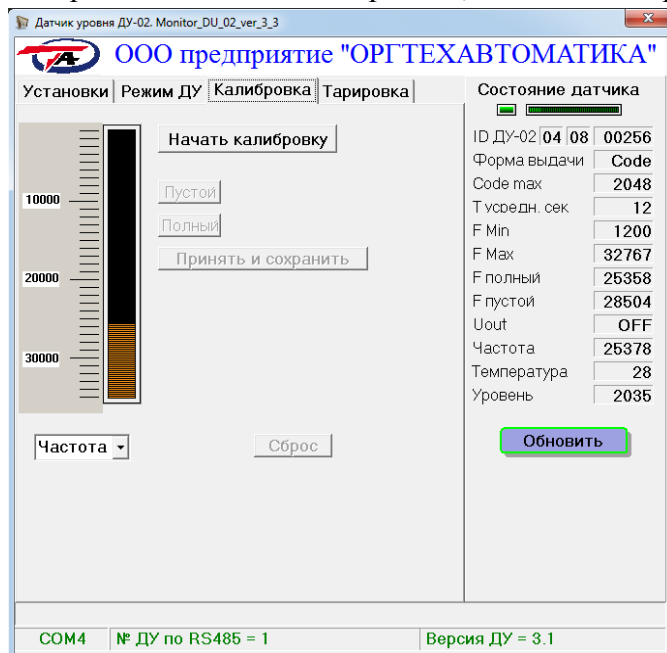 Датчик уровня ДУ-02. Monitor_DU_02_ver_3_3
ООО предприятие "ОРГТЕХАВТОМАТИКА"
Установки Режим ДУ Калибровка Тарировка
Состояние датчика
Начать калибровку
Пустой
Полный
Принять и сохранить
10000
20000
30000
Частота
Сброс
ID ДУ-02 04 08 00256
Форма выдачи Code
Code max 2048
Т усредн. сек 12
F Min 1200
F Max 32767
F полный 25358
F пустой 28504
Uout OFF
Частота 25378
Температура 28
Уровень 2035
Обновить
COM4 № ДУ по RS485 = 1 Версия ДУ = 3.1